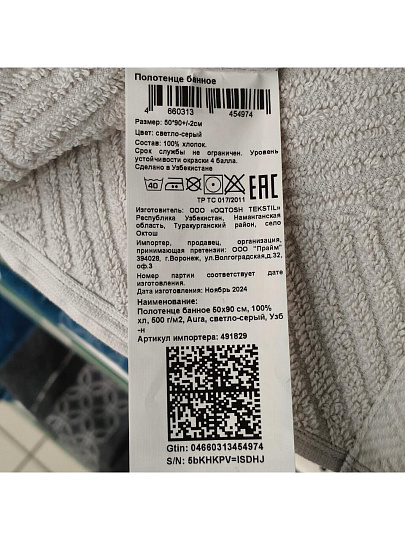 Полотенце банное
4 660313 454974
Размер: 50*90+/-2см
Цвет: светло-серый
Состав: 100% хлопок.
Срок службы не ограничен. Уровень
устойчивости окраски 4 балла.
Сделано в Узбекистане
40
EAC
ТР ТС 017/2011
Изготовитель: ООО «OQTOSH TEKSTIL»
Республика Узбекистан, Наманганская
область, Туракурганский район, село
Октош
Импортер, продавец, организация,
принимающая претензии: ООО "Прайм"
394028, г.Воронеж, ул.Волгоградская,д.32,
оф.3
Номер партии соответствует дате
изготовления.
Дата изготовления: Ноябрь 2024
Наименование:
Полотенце банное 50х90 см, 100%
хл, 500 г/м2, Aura, светло-серый, Узб
-н
Артикул импортера: 491829
Gtin: 04660313454974
S/N: 5bKHKPV=ISDHJ